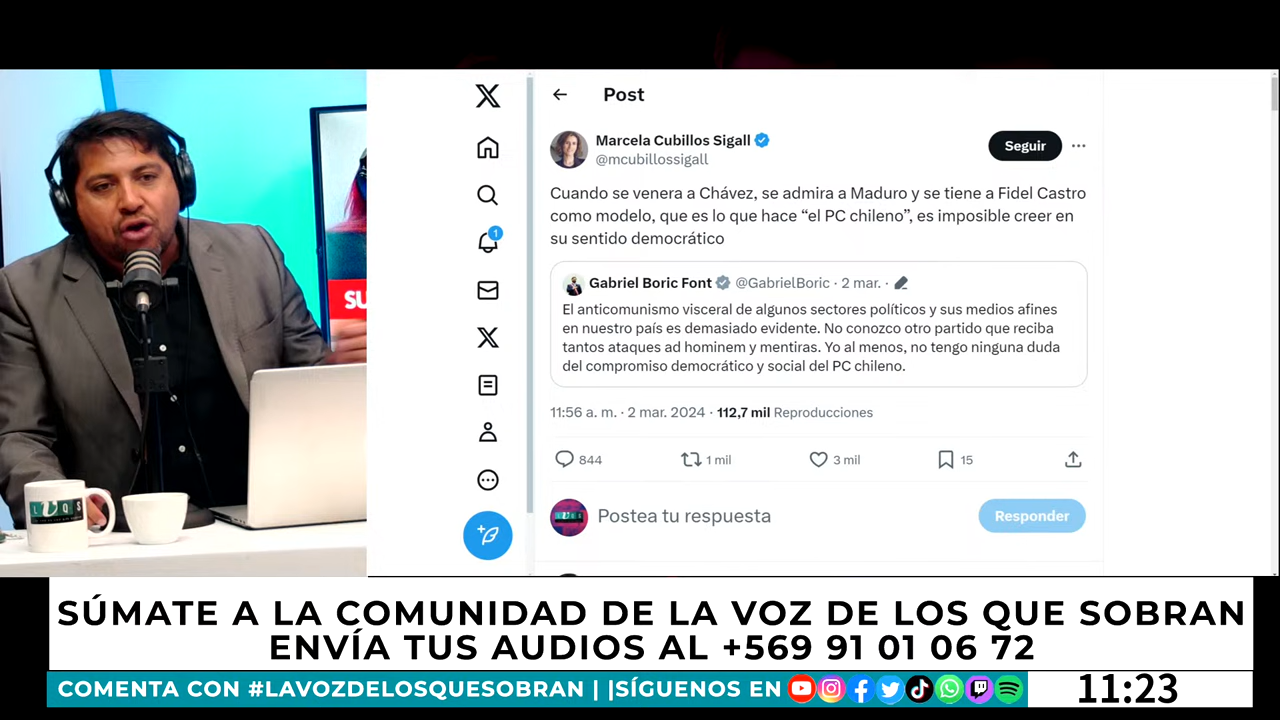 Post
Marcela Cubillos Sigall
@mcubillossigall
Seguir
Cuando se venera a Chávez, se admira a Maduro y se tiene a Fidel Castro
como modelo, que es lo que hace “el PC chileno”, es imposible creer en
su sentido democrático
Gabriel Boric Font @GabrielBoric · 2 mar. ·
El anticomunismo visceral de algunos sectores políticos y sus medios afines
en nuestro país es demasiado evidente. No conozco otro partido que reciba
tantos ataques ad hominem y mentiras. Yo al menos, no tengo ninguna duda
del compromiso democrático y social del PC chileno.
11:56 a. m. · 2 mar. 2024 · 112,7 mil Reproducciones
844 1 mil 3 mil 15
Postea tu respuesta
Responder
1
SU
LVQS
SÚMATE A LA COMUNIDAD DE LA VOZ DE LOS QUE SOBRAN
ENVÍA TUS AUDIOS AL +569 91 01 06 72
COMENTA CON #LAVOZDELOSQUESOBRAN | |SÍGUENOS EN
11:23